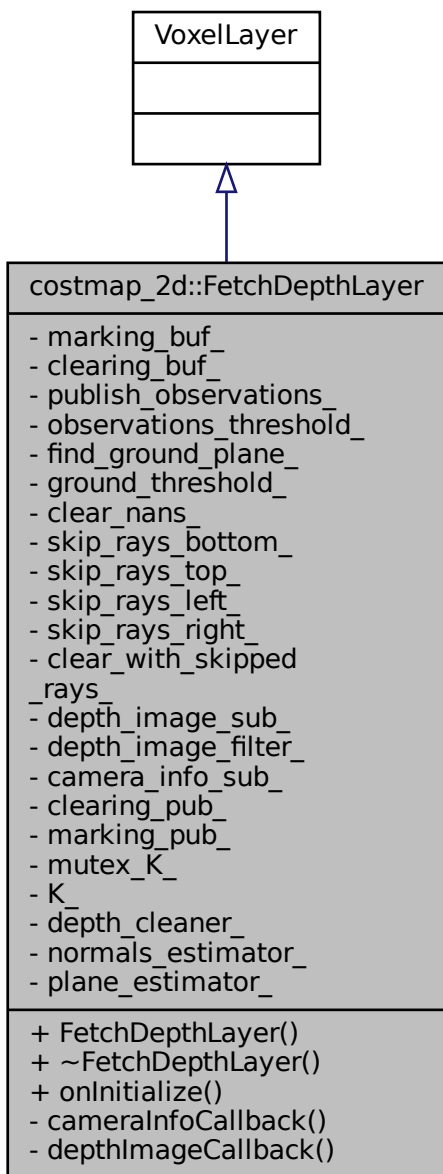 VoxelLayer
costmap_2d::FetchDepthLayer
- marking_buf_
- clearing_buf_
- publish_observations_
- observations_threshold_
- find_ground_plane_
- ground_threshold_
- clear_nans_
- skip_rays_bottom_
- skip_rays_top_
- skip_rays_left_
- skip_rays_right_
- clear_with_skipped
_rays_
- depth_image_sub_
- depth_image_filter_
- camera_info_sub_
- clearing_pub_
- marking_pub_
- mutex_K_
- K_
- depth_cleaner_
- normals_estimator_
- plane_estimator_
+ FetchDepthLayer()
+ ~FetchDepthLayer()
+ onInitialize()
- cameraInfoCallback()
- depthImageCallback()